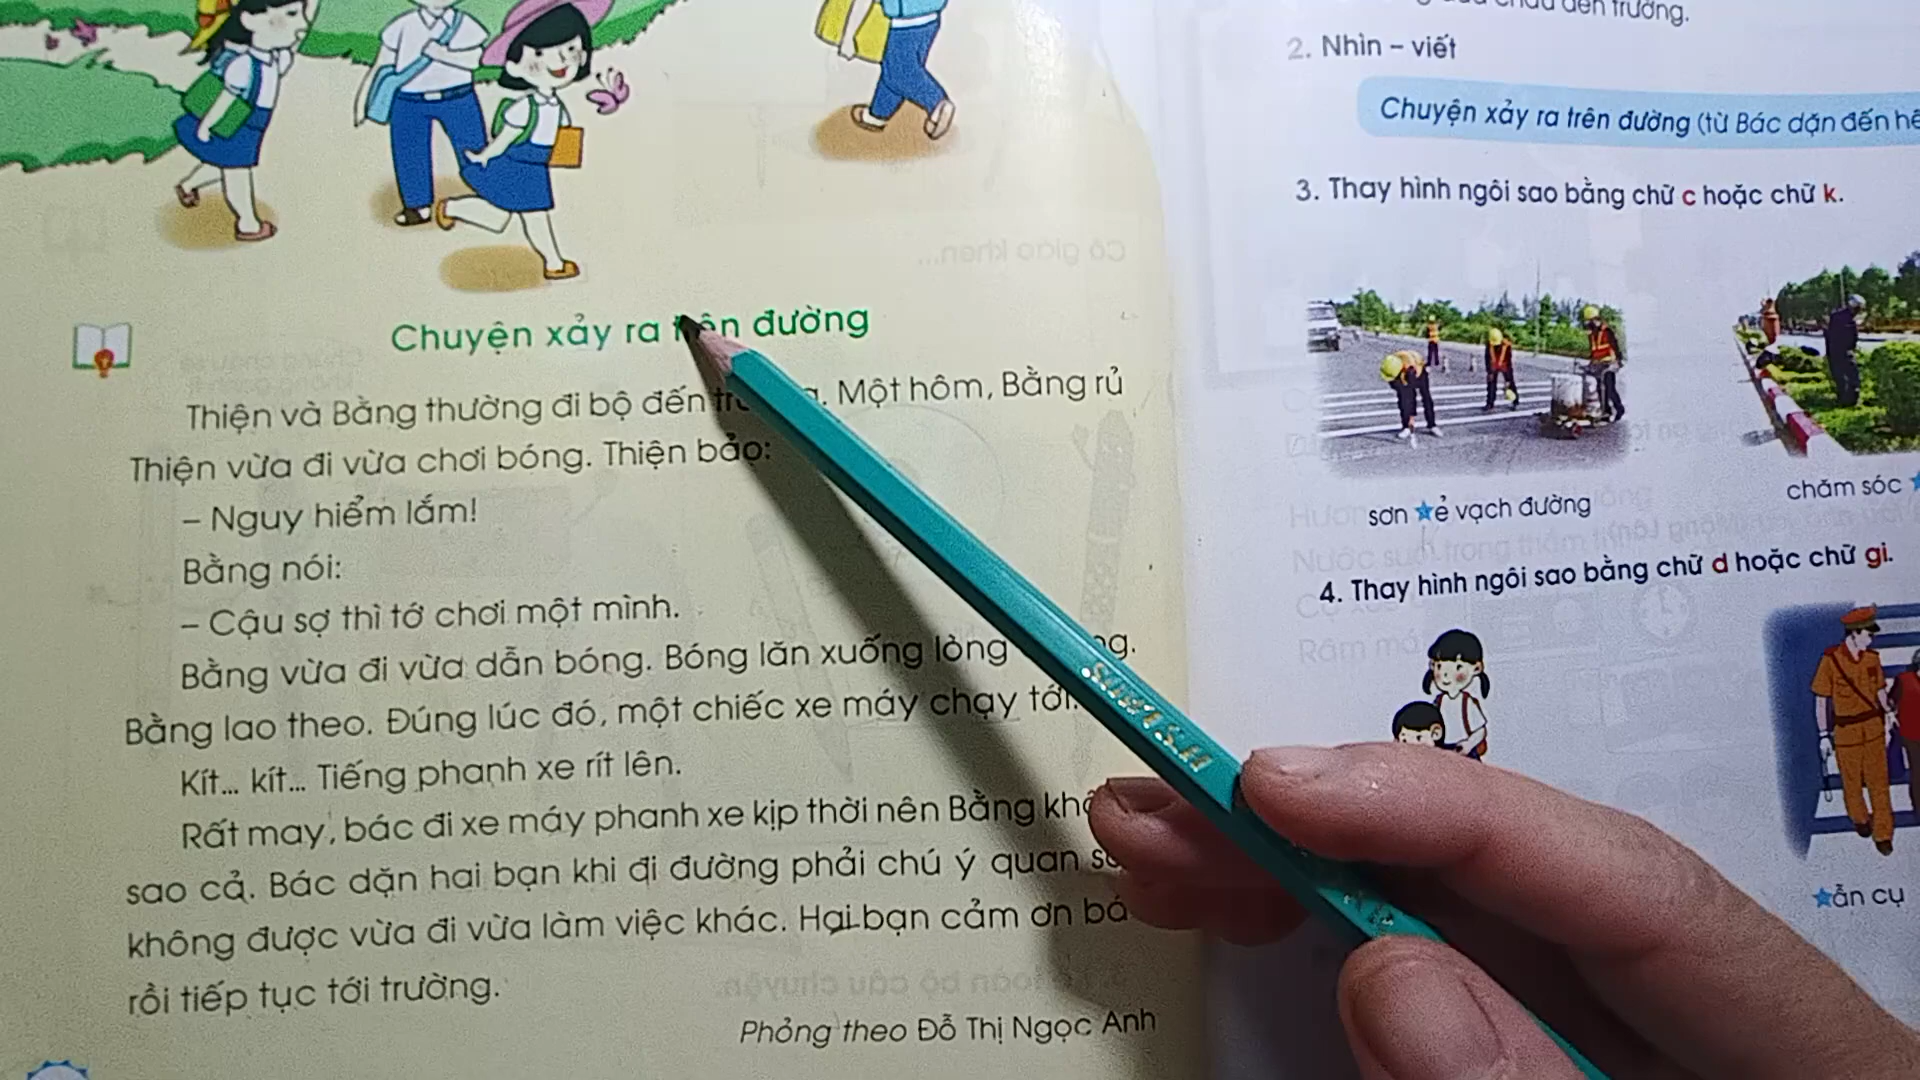 Chuyện xảy ra trên đường
Thiện và Bằng thường đi bộ đến . Một hôm, Bằng rủ
Thiện vừa đi vừa chơi bóng. Thiện bảo:
– Nguy hiểm lắm!
Bằng nói:
– Cậu sợ thì tớ chơi một mình.
Bằng vừa đi vừa dẫn bóng. Bóng lăn xuống lòng
Bằng lao theo. Đúng lúc đó, một chiếc xe máy chạy tới.
Kít... kít... Tiếng phanh xe rít lên.
Rất may, bác đi xe máy phanh xe kịp thời nên Bằng
sao cả. Bác dặn hai bạn khi đi đường phải chú ý quan
không được vừa đi vừa làm việc khác. Hai bạn cảm ơn
rồi tiếp tục tới trường.
Phỏng theo Đỗ Thị Ngọc Anh
đến trường.
2. Nhìn – viết
Chuyện xảy ra trên đường (từ Bác dặn đến
3. Thay hình ngôi sao bằng chữ c hoặc chữ k.
sơn ★ẻ vạch đường
chăm sóc ★
4. Thay hình ngôi sao bằng chữ d hoặc chữ gi.
★ẫn cụ